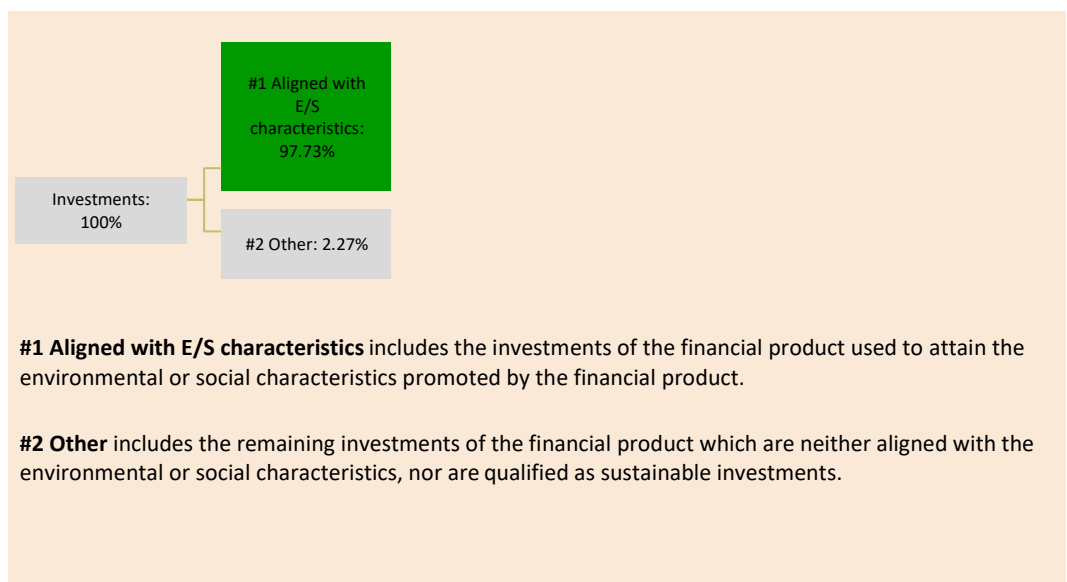 #1 Aligned with
E/S
characteristics:
97.73%
Investments:
100%
#2 Other: 2.27%
#1 Aligned with E/S characteristics includes the investments of the financial product used to attain the
environmental or social characteristics promoted by the financial product.
#2 Other includes the remaining investments of the financial product which are neither aligned with the
environmental or social characteristics, nor are qualified as sustainable investments.